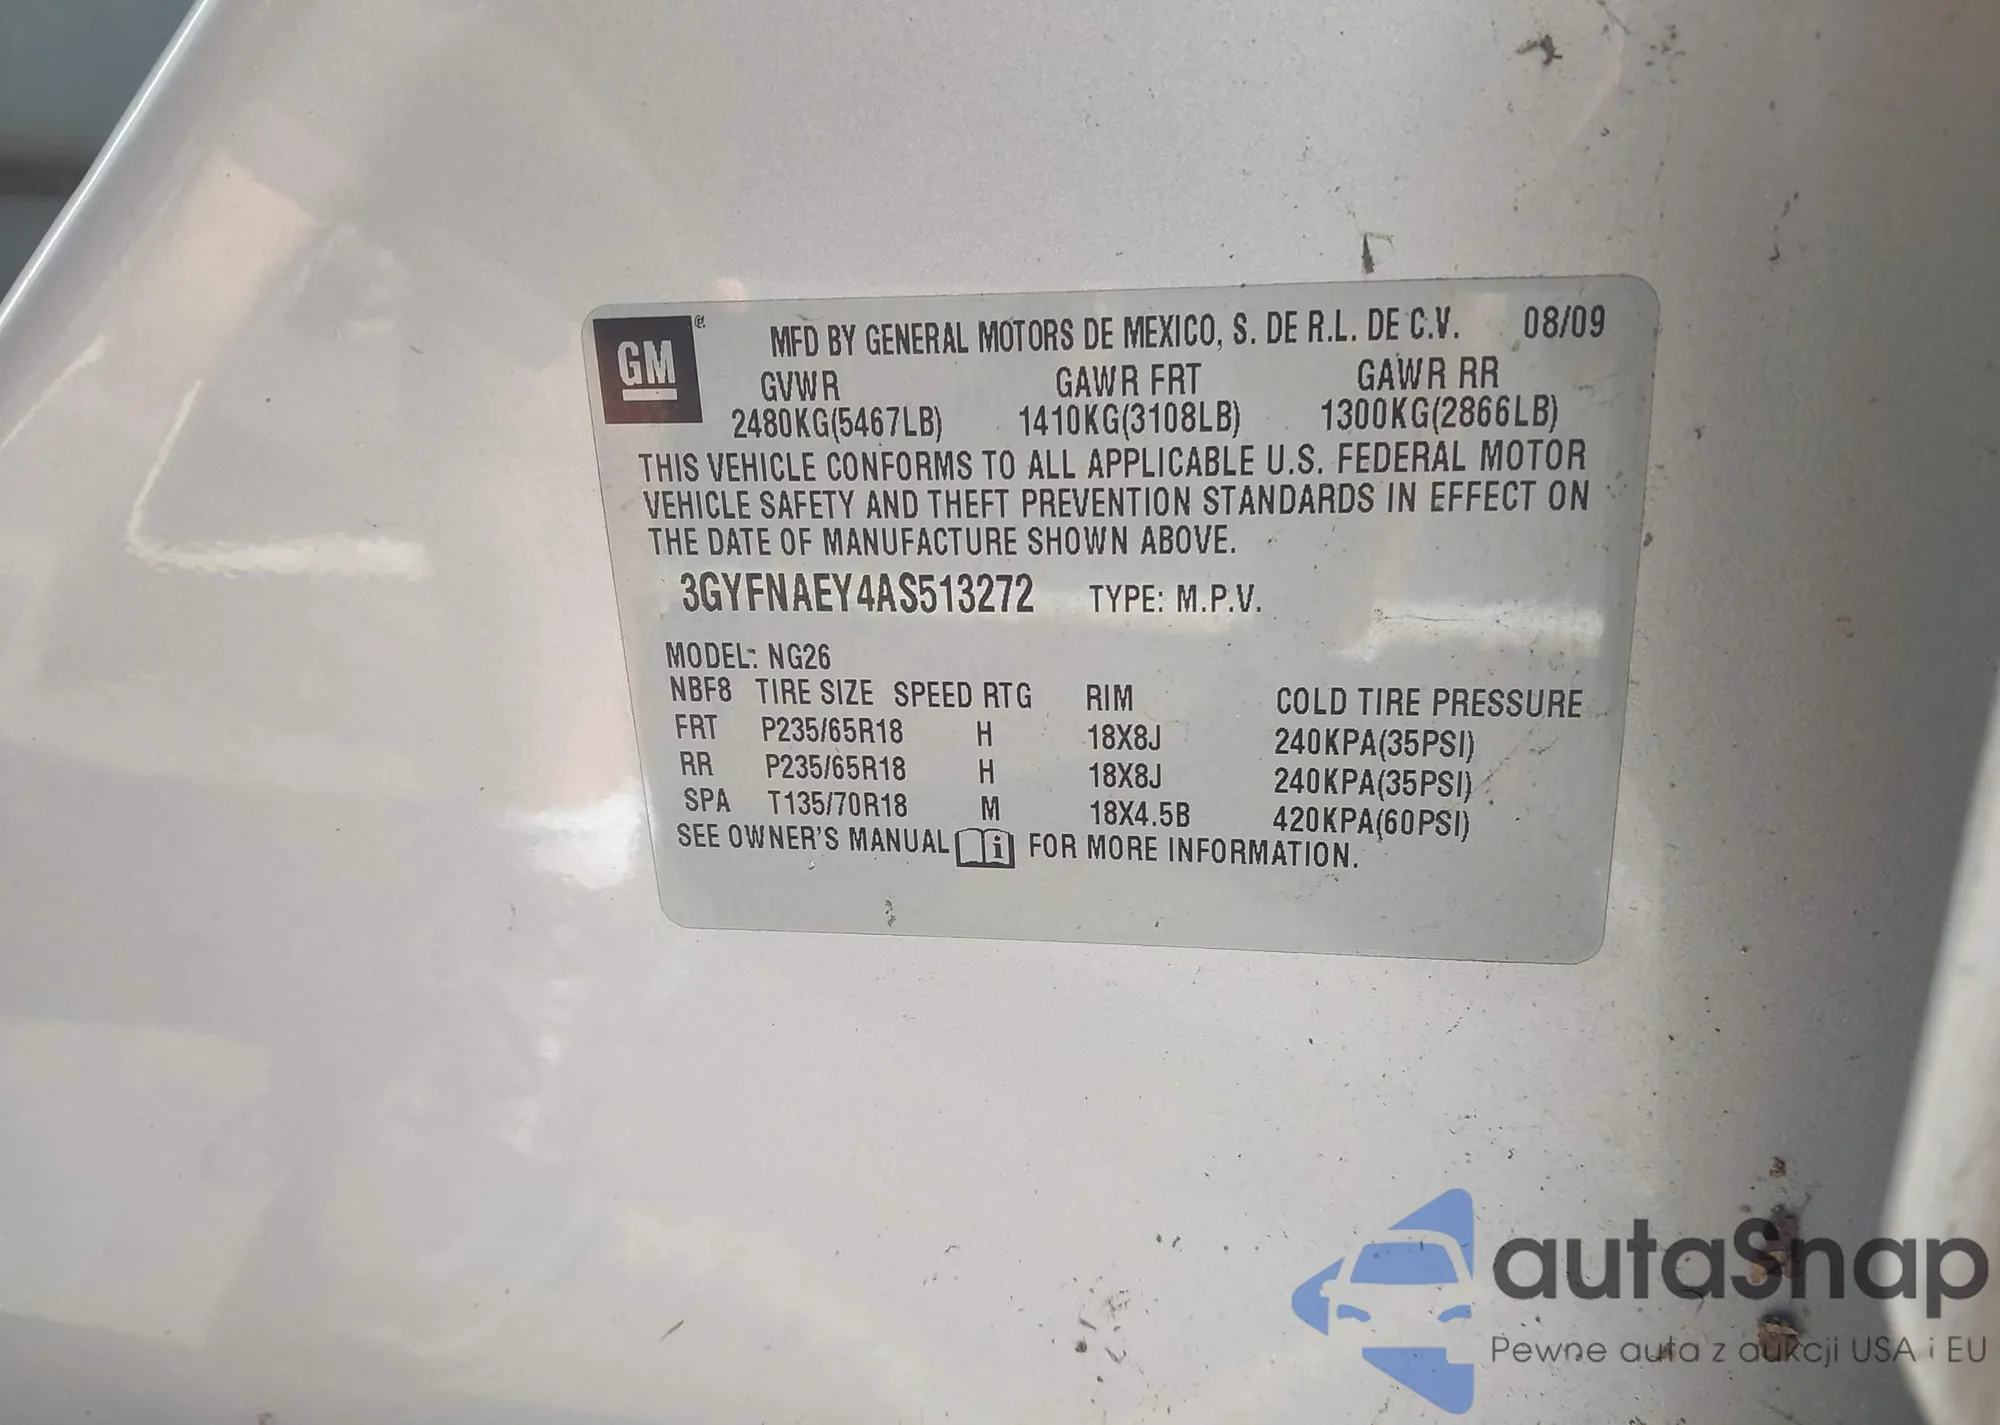 GM ®
MFD BY GENERAL MOTORS DE MEXICO, S. DE R.L. DE C.V. 08/09
GVWR GAWR FRT GAWR RR
2480KG(5467LB) 1410KG(3108LB) 1300KG(2866LB)
THIS VEHICLE CONFORMS TO ALL APPLICABLE U.S. FEDERAL MOTOR
VEHICLE SAFETY AND THEFT PREVENTION STANDARDS IN EFFECT ON
THE DATE OF MANUFACTURE SHOWN ABOVE.
3GYFNAEY4AS513272 TYPE: M.P.V.
MODEL: NG26
NBF8 TIRE SIZE SPEED RTG RIM COLD TIRE PRESSURE
FRT P235/65R18 H 18X8J 240KPA(35PSI)
RR P235/65R18 H 18X8J 240KPA(35PSI)
SPA T135/70R18 M 18X4.5B 420KPA(60PSI)
SEE OWNER'S MANUAL i FOR MORE INFORMATION.
autaSnap
Pewne auta z aukcji USA i EU